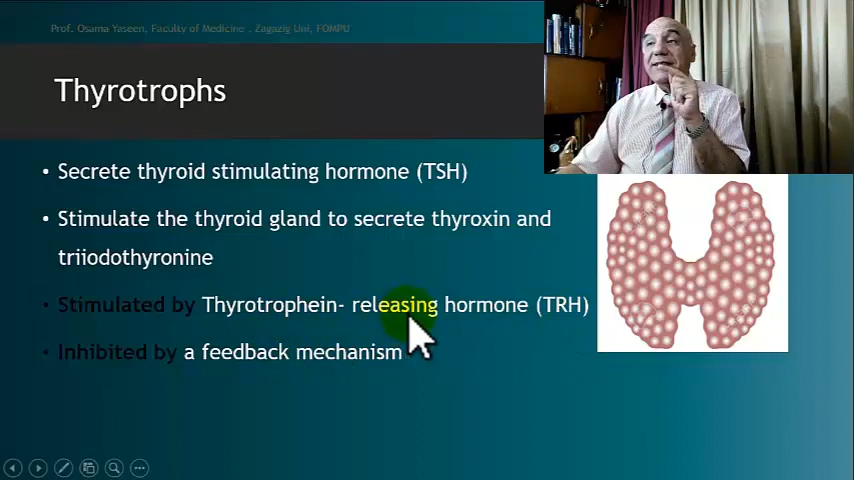 Prof. Osama Yaseen, Faculty of Medicine . Zagazig Uni, FOMPU
Thyrotrophs
• Secrete thyroid stimulating hormone (TSH)
• Stimulate the thyroid gland to secrete thyroxin and
triiodothyronine
• Stimulated by Thyrotrophein- releasing hormone (TRH)
• Inhibited by a feedback mechanism